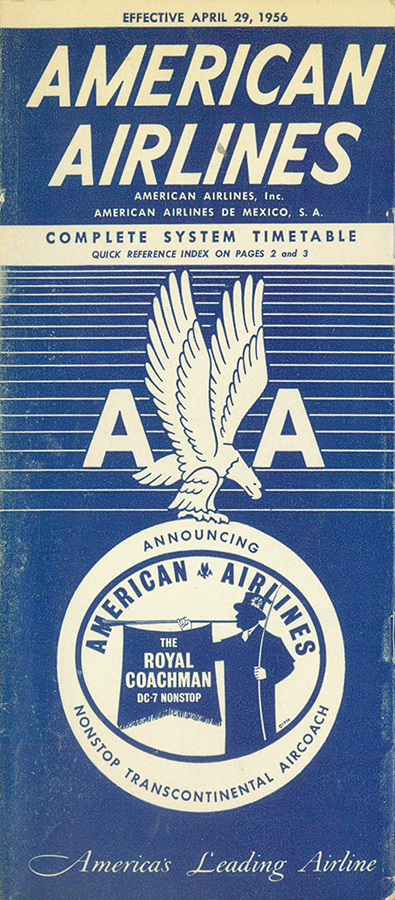 EFFECTIVE APRIL 29, 1956
AMERICAN
AIRLINES
AMERICAN AIRLINES, Inc.
AMERICAN AIRLINES DE MEXICO, S. A.
COMPLETE SYSTEM TIMETABLE
QUICK REFERENCE INDEX ON PAGES 2 and 3
A A
ANNOUNCING
AMERICAN AIRLINES
THE
ROYAL
COACHMAN
DC-7 NONSTOP
NONSTOP TRANSCONTINENTAL AIRCOACH
America's Leading Airline